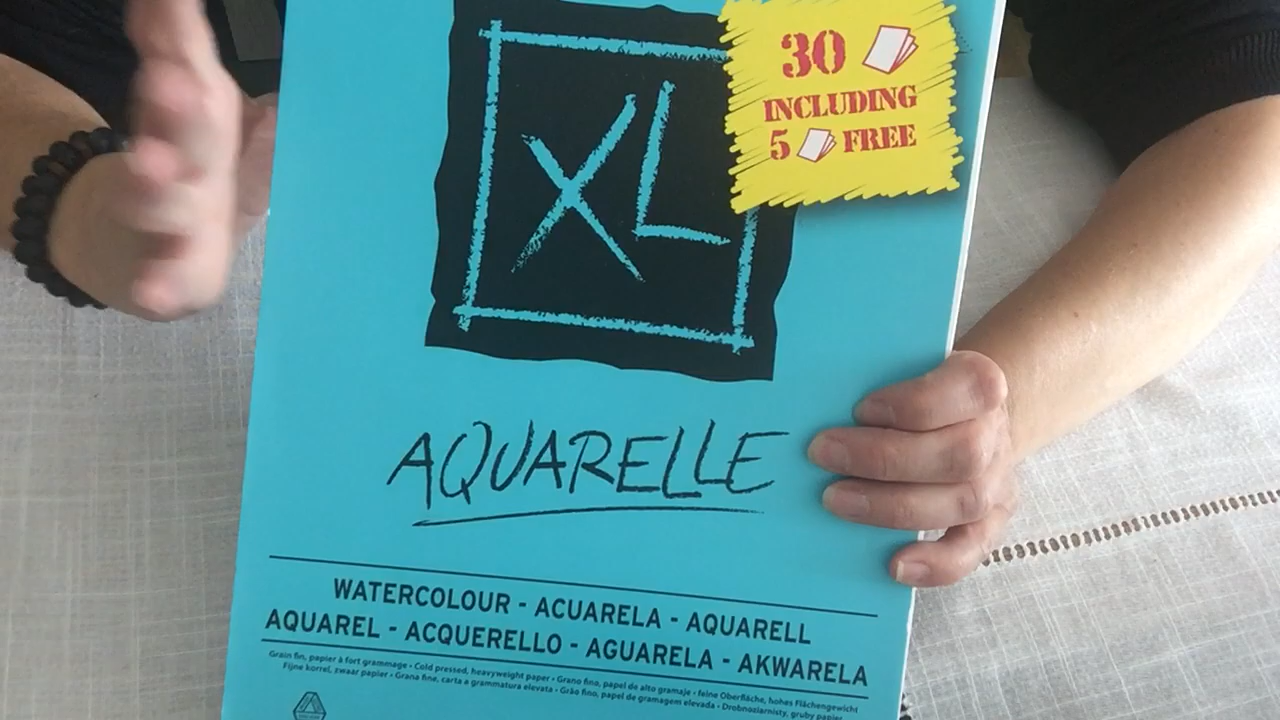 XL
30
INCLUDING
5 FREE
AQUARELLE
WATERCOLOUR - ACUARELA - AQUARELL
AQUAREL - ACQUERELLO - AGUARELA - AKWARELA
Grain fin, papier à fort grammage • Cold pressed, heavyweight paper • Grano fino, papel de alto gramaje • feine Oberfläche, hohes Flächengewicht
Fijne korrel, zwaar papier • Grana fine, carta a grammatura elevata • Grão fino, papel de gramagem elevada • Drobnoziarnisty, gruby papier